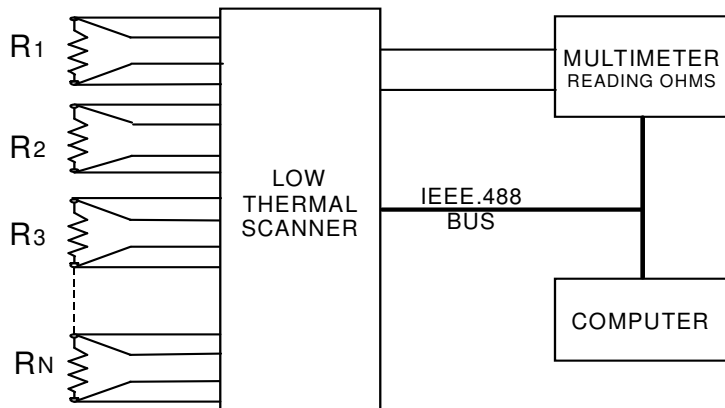 R1
R2
R3
RN
LOW
THERMAL
SCANNER
MULTIMETER
READING OHMS
IEEE.488
BUS
COMPUTER